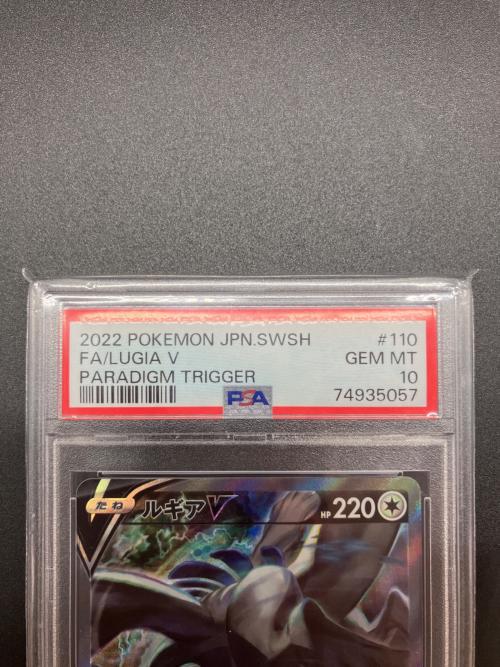 2022 POKEMON JPN.SWSH #110
FA/LUGIA V GEM MT
PARADIGM TRIGGER 10
PSA 74935057
たね ルギアV HP 220